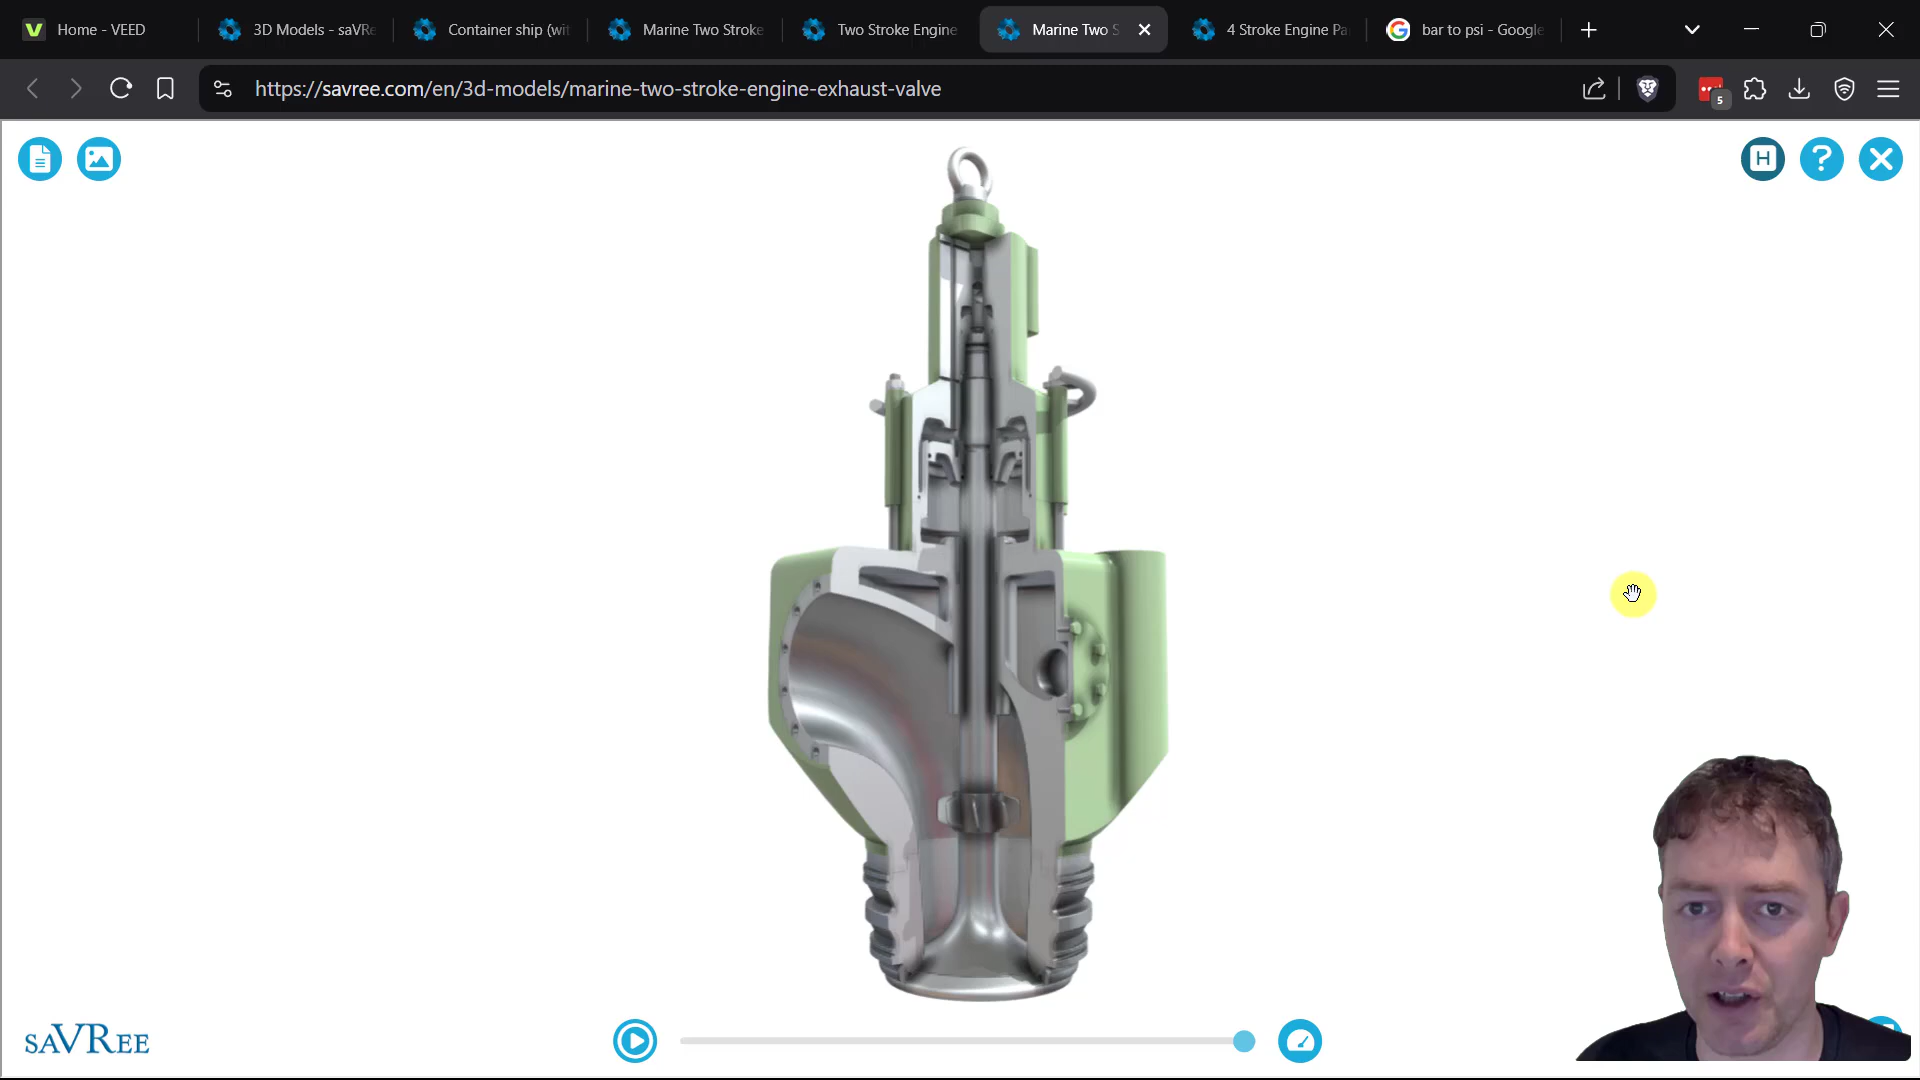 Home - VEED
3D Models - saVRe
Container ship (wit
Marine Two Stroke
Two Stroke Engine
Marine Two S
4 Stroke Engine Pa
bar to psi - Google
https://savree.com/en/3d-models/marine-two-stroke-engine-exhaust-valve
5
H
?
saVRee